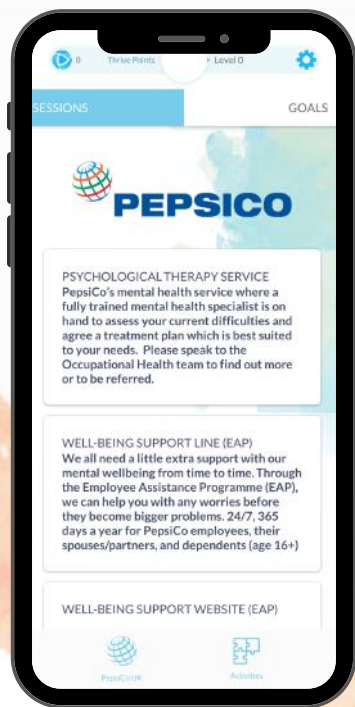 0 Thrive Points Level 0
SESSIONS GOALS
PEPSICO
PSYCHOLOGICAL THERAPY SERVICE
PepsiCo's mental health service where a
fully trained mental health specialist is on
hand to assess your current difficulties and
agree a treatment plan which is best suited
to your needs. Please speak to the
Occupational Health team to find out more
or to be referred.
WELL-BEING SUPPORT LINE (EAP)
We all need a little extra support with our
mental wellbeing from time to time. Through
the Employee Assistance Programme (EAP),
we can help you with any worries before
they become bigger problems. 24/7, 365
days a year for PepsiCo employees, their
spouses/partners, and dependents (age 16+)
WELL-BEING SUPPORT WEBSITE (EAP)
PepsiCo UK Activities